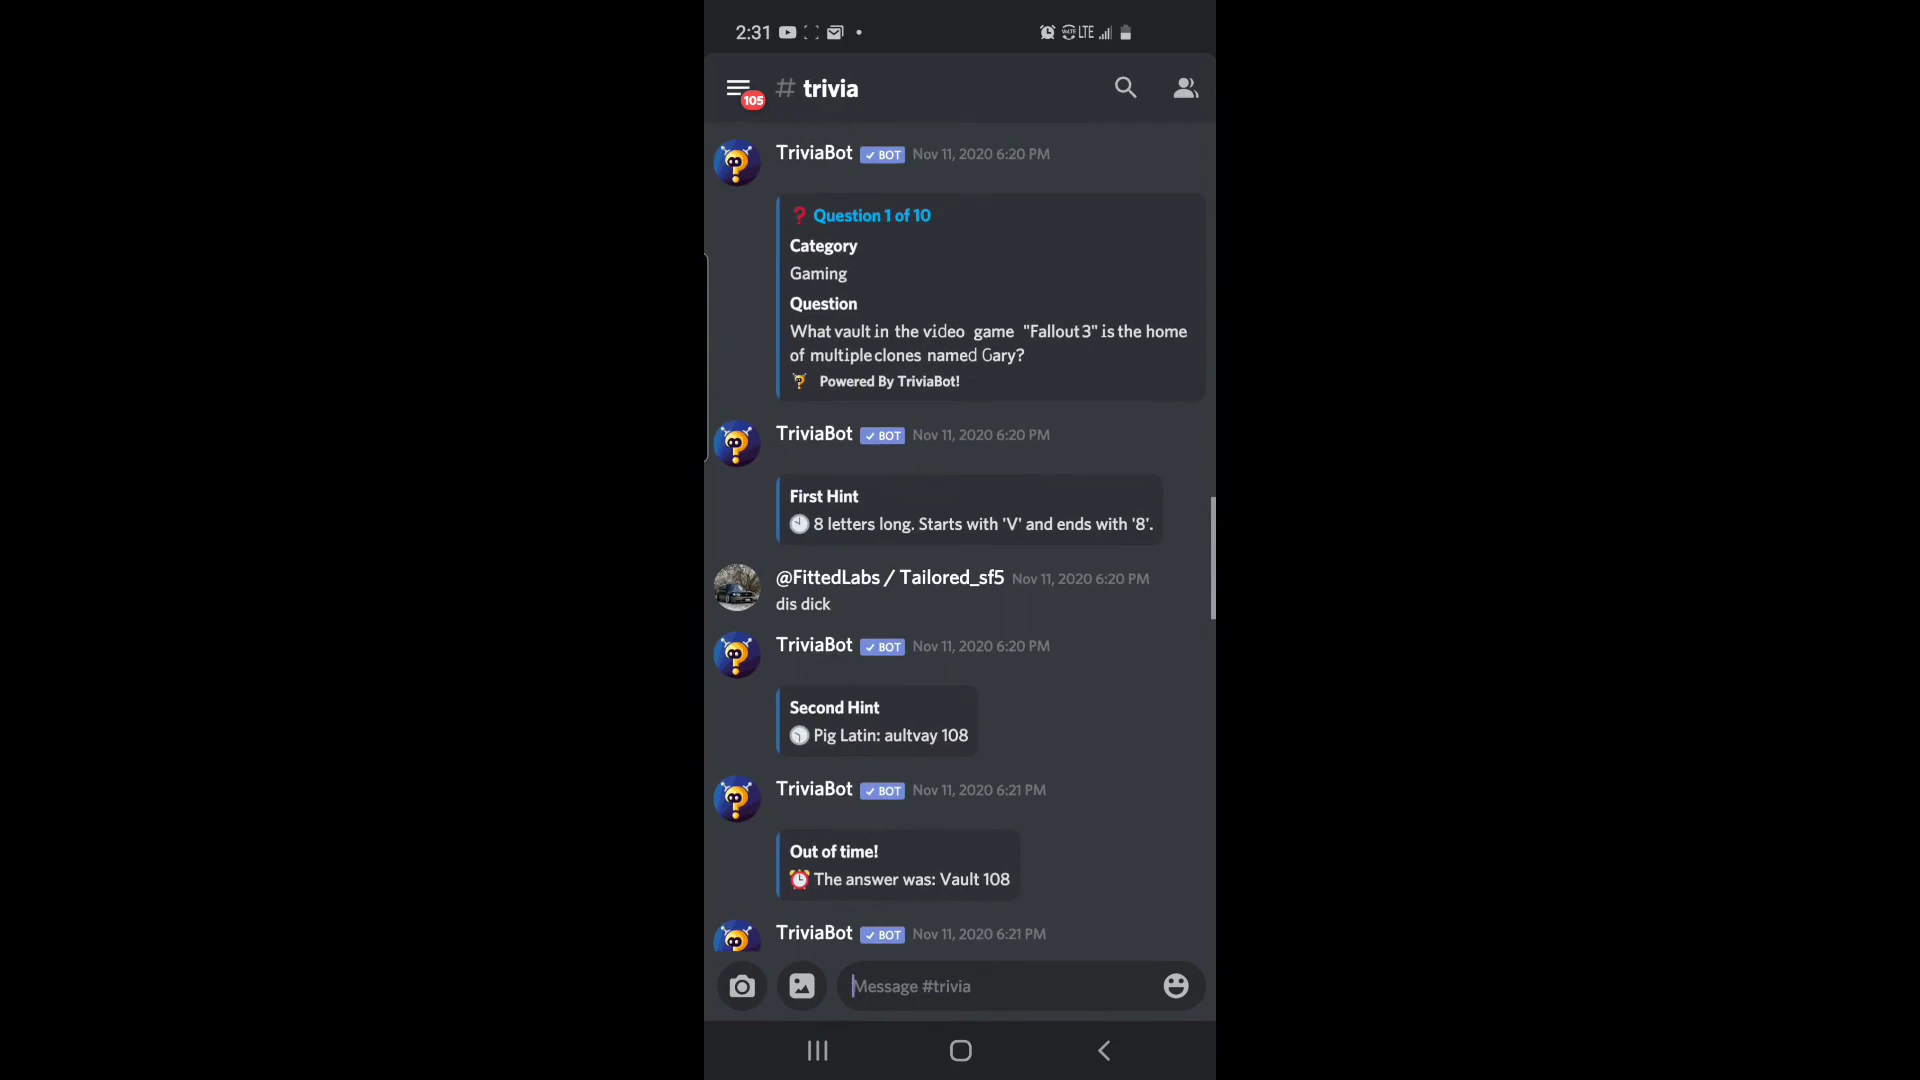 2:31
LTE
105
# trivia
TriviaBot ✓ BOT Nov 11, 2020 6:20 PM
❓ Question 1 of 10
Category
Gaming
Question
What vault in the video game "Fallout 3" is the home
of multiple clones named Gary?
Powered By TriviaBot!
TriviaBot ✓ BOT Nov 11, 2020 6:20 PM
First Hint
8 letters long. Starts with 'V' and ends with '8'.
@FittedLabs / Tailored_sf5 Nov 11, 2020 6:20 PM
dis dick
TriviaBot ✓ BOT Nov 11, 2020 6:20 PM
Second Hint
Pig Latin: aultvay 108
TriviaBot ✓ BOT Nov 11, 2020 6:21 PM
Out of time!
The answer was: Vault 108
TriviaBot ✓ BOT Nov 11, 2020 6:21 PM
Message #trivia